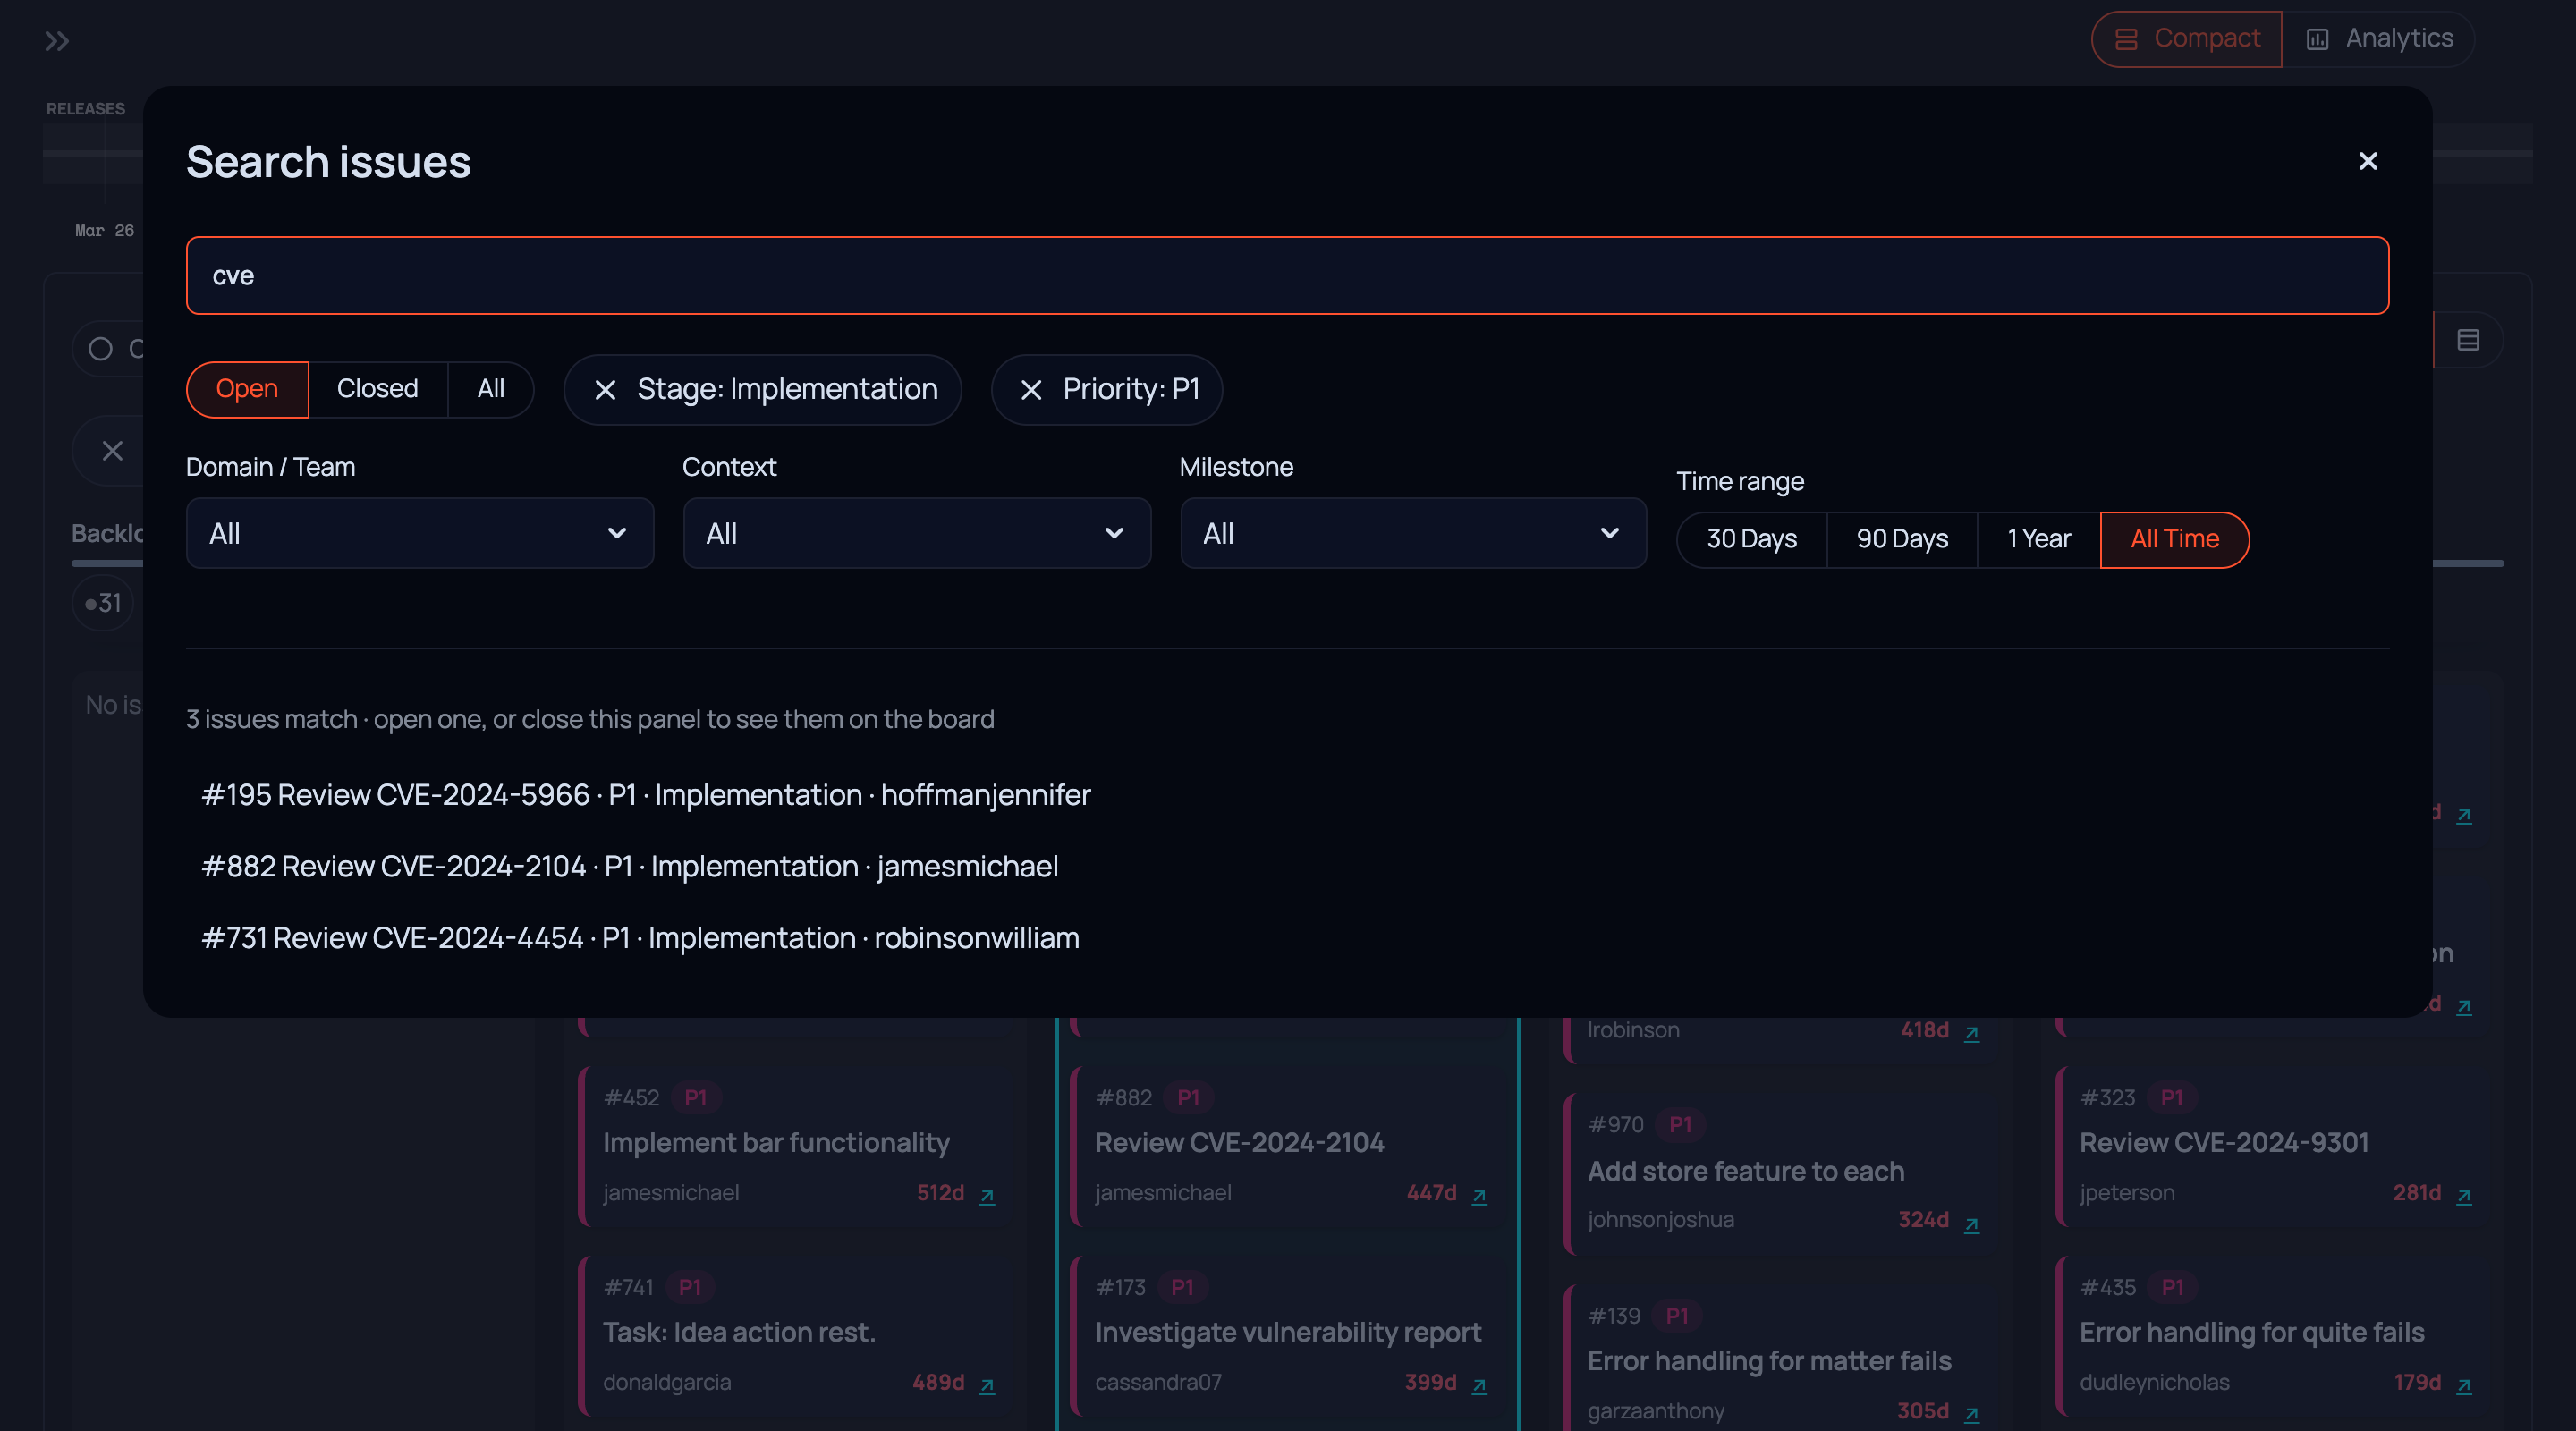 Compact
Analytics
RELEASES
Mar 26
Search issues
cve
Open
Closed
All
Stage: Implementation
Priority: P1
Domain / Team
Context
Milestone
Time range
All
All
All
30 Days
90 Days
1 Year
All Time
31
3 issues match · open one, or close this panel to see them on the board
#195 Review CVE-2024-5966 · P1 · Implementation · hoffmanjennifer
#882 Review CVE-2024-2104 · P1 · Implementation · jamesmichael
#731 Review CVE-2024-4454 · P1 · Implementation · robinsonwilliam
#452 P1
Implement bar functionality
jamesmichael 512d
#741 P1
Task: Idea action rest.
donaldgarcia 489d
#882 P1
Review CVE-2024-2104
jamesmichael 447d
#173 P1
Investigate vulnerability report
cassandra07 399d
lrobinson 418d
#970 P1
Add store feature to each
johnsonjoshua 324d
#139 P1
Error handling for matter fails
garzaanthony 305d
#323 P1
Review CVE-2024-9301
jpeterson 281d
#435 P1
Error handling for quite fails
dudleynicholas 179d